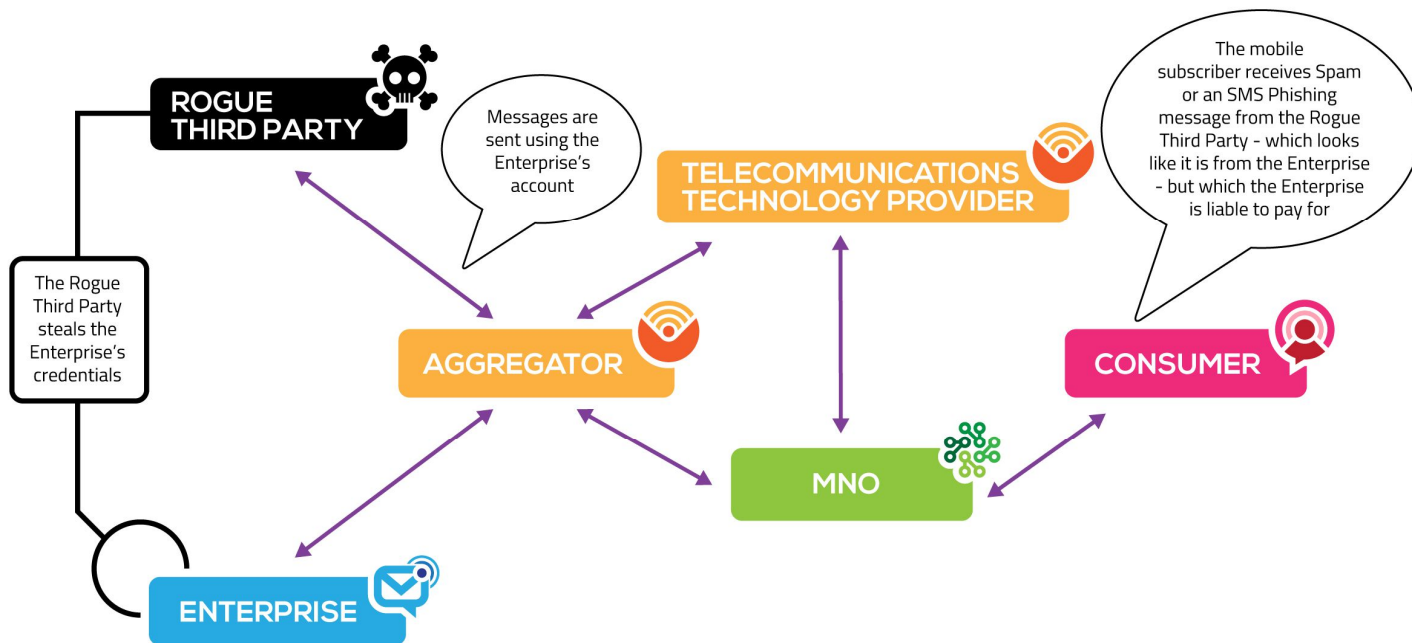 ROGUE
THIRD PARTY
Messages are
sent using the
Enterprise's
account
The mobile
subscriber receives Spam
or an SMS Phishing
message from the Rogue
Third Party - which looks
like it is from the Enterprise
- but which the Enterprise
is liable to pay for
TELECOMMUNICATIONS
TECHNOLOGY PROVIDER
The Rogue
Third Party
steals the
Enterprise's
credentials
AGGREGATOR
CONSUMER
MNO
ENTERPRISE